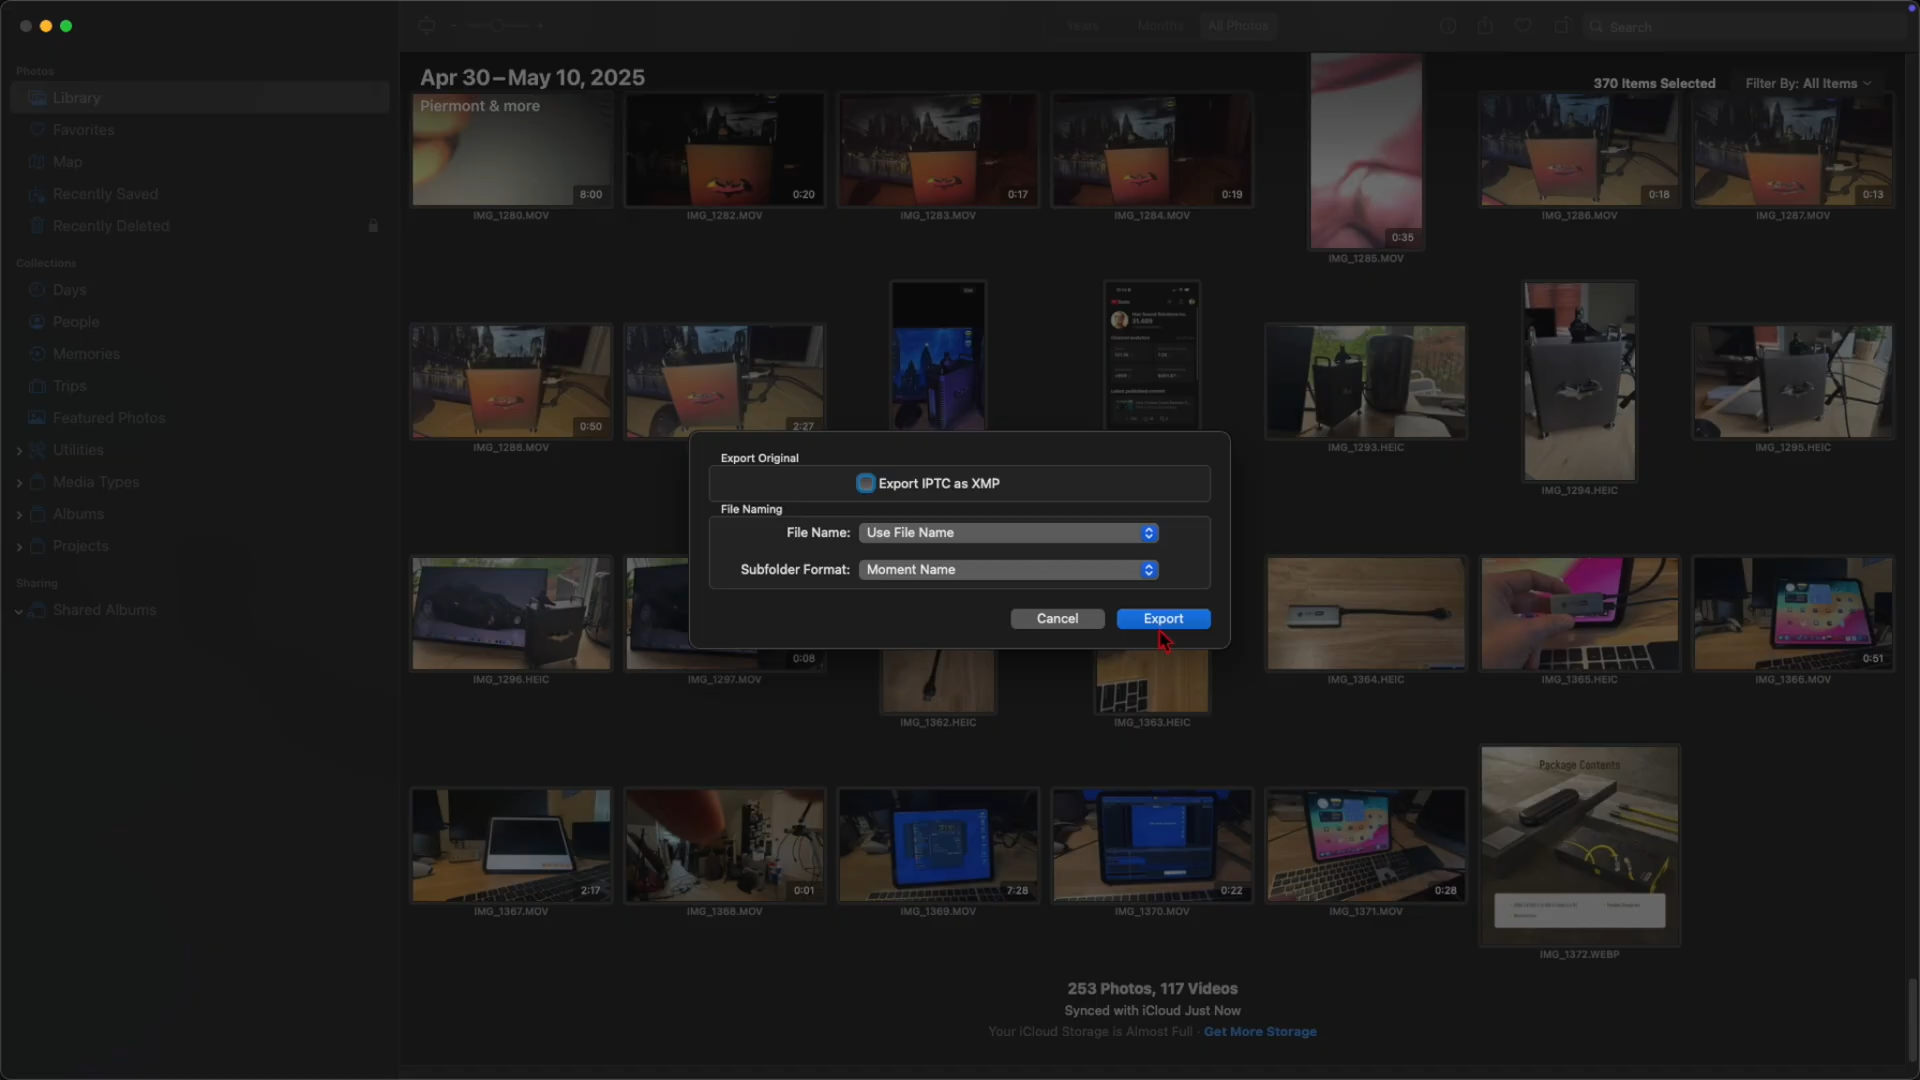 Years
Months
All Photos
Search
Photos
Library
Favorites
Map
Recently Saved
Recently Deleted
Collections
Days
People
Memories
Trips
Featured Photos
Utilities
Media Types
Albums
Projects
Sharing
Shared Albums
Apr 30–May 10, 2025
Piermont & more
370 Items Selected
Filter By: All Items
8:00
0:20
0:17
0:19
0:35
0:18
0:13
IMG_1280.MOV
IMG_1282.MOV
IMG_1283.MOV
IMG_1284.MOV
IMG_1285.MOV
IMG_1286.MOV
IMG_1287.MOV
0:50
2:27
IMG_1288.MOV
IMG_1293.HEIC
IMG_1294.HEIC
IMG_1295.HEIC
Export Original
Export IPTC as XMP
File Naming
File Name: Use File Name
Subfolder Format: Moment Name
Cancel
Export
0:08
0:51
IMG_1296.HEIC
IMG_1297.MOV
IMG_1362.HEIC
IMG_1363.HEIC
IMG_1364.HEIC
IMG_1365.HEIC
IMG_1366.MOV
Package Contents
2:17
0:01
7:28
0:22
0:28
IMG_1367.MOV
IMG_1368.MOV
IMG_1369.MOV
IMG_1370.MOV
IMG_1371.MOV
IMG_1372.WEBP
253 Photos, 117 Videos
Synced with iCloud Just Now
Your iCloud Storage is Almost Full · Get More Storage